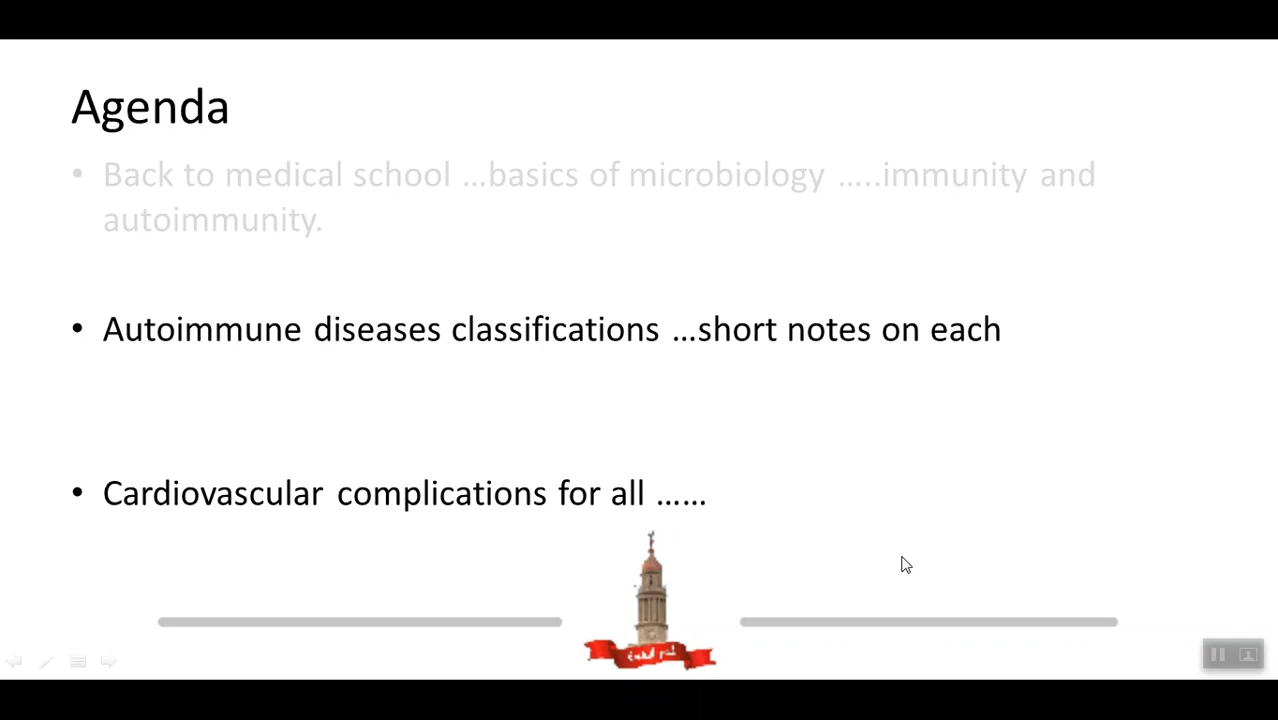 Agenda
• Back to medical school …basics of microbiology …..immunity and
autoimmunity.
• Autoimmune diseases classifications …short notes on each
• Cardiovascular complications for all ……